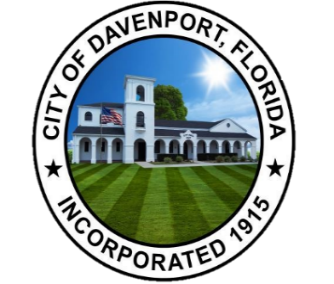 CITY OF DAVENPORT, FLORIDA
INCORPORATED 1915